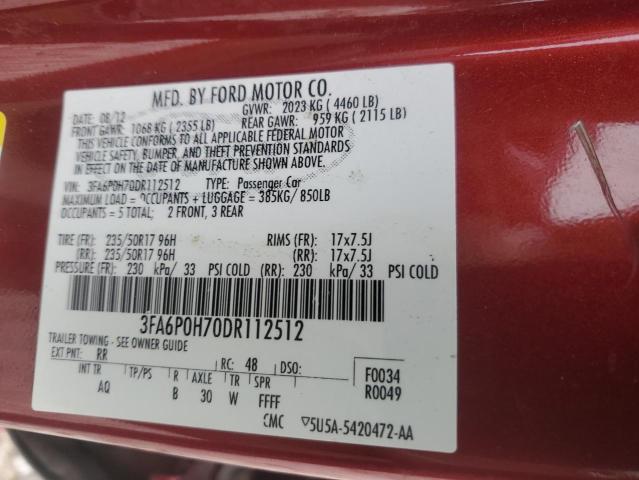 MFD. BY FORD MOTOR CO.
DATE: 08/12 GVWR: 2023 KG ( 4460 LB)
FRONT GAWR: 1068 KG ( 2355 LB) REAR GAWR: 959 KG ( 2115 LB)
THIS VEHICLE CONFORMS TO ALL APPLICABLE FEDERAL MOTOR
VEHICLE SAFETY, BUMPER, AND THEFT PREVENTION STANDARDS
IN EFFECT ON THE DATE OF MANUFACTURE SHOWN ABOVE.
VIN: 3FA6P0H70DR112512 TYPE: Passenger Car
MAXIMUM LOAD = OCCUPANTS + LUGGAGE = 385KG/ 850LB
OCCUPANTS = 5 TOTAL: 2 FRONT, 3 REAR
TIRE (FR): 235/50R17 96H RIMS (FR): 17x7.5J
(RR): 235/50R17 96H (RR): 17x7.5J
PRESSURE (FR): 230 kPa/ 33 PSI COLD (RR): 230 kPa/ 33 PSI COLD
3FA6P0H70DR112512
TRAILER TOWING - SEE OWNER GUIDE
EXT PNT: RR RC: 48 DSO: F0034
INT TR TP/PS R AXLE TR SPR R0049
AQ B 30 W FFFF
CMC ▽5U5A-5420472-AA